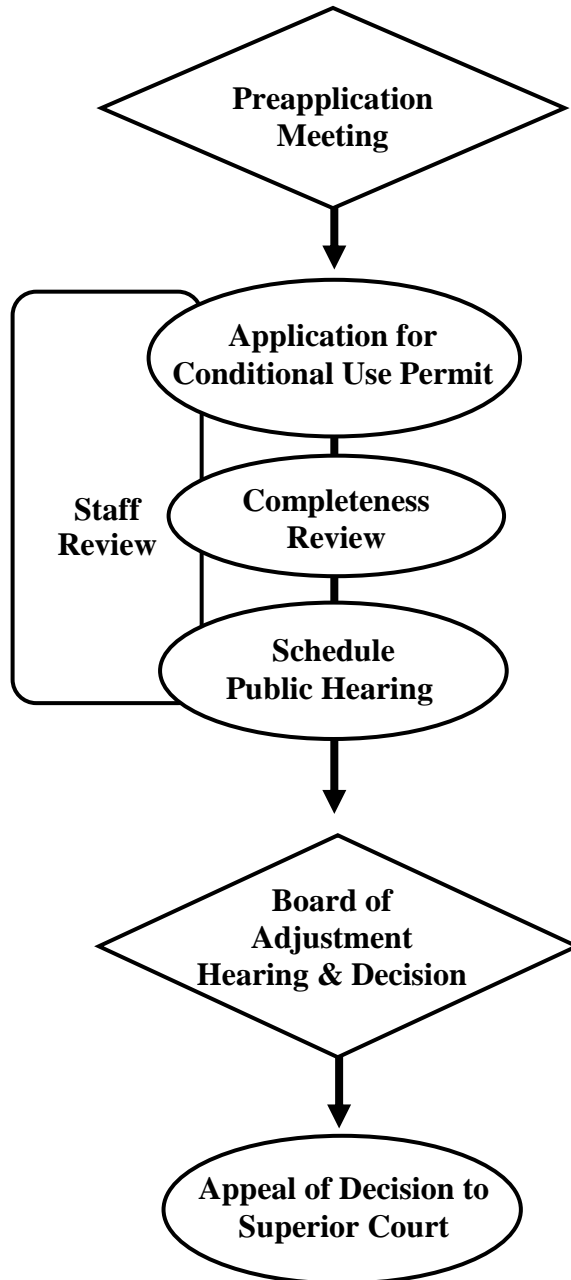 Preapplication
Meeting
Application for
Conditional Use Permit
Staff
Review
Completeness
Review
Schedule
Public Hearing
Board of
Adjustment
Hearing & Decision
Appeal of Decision to
Superior Court